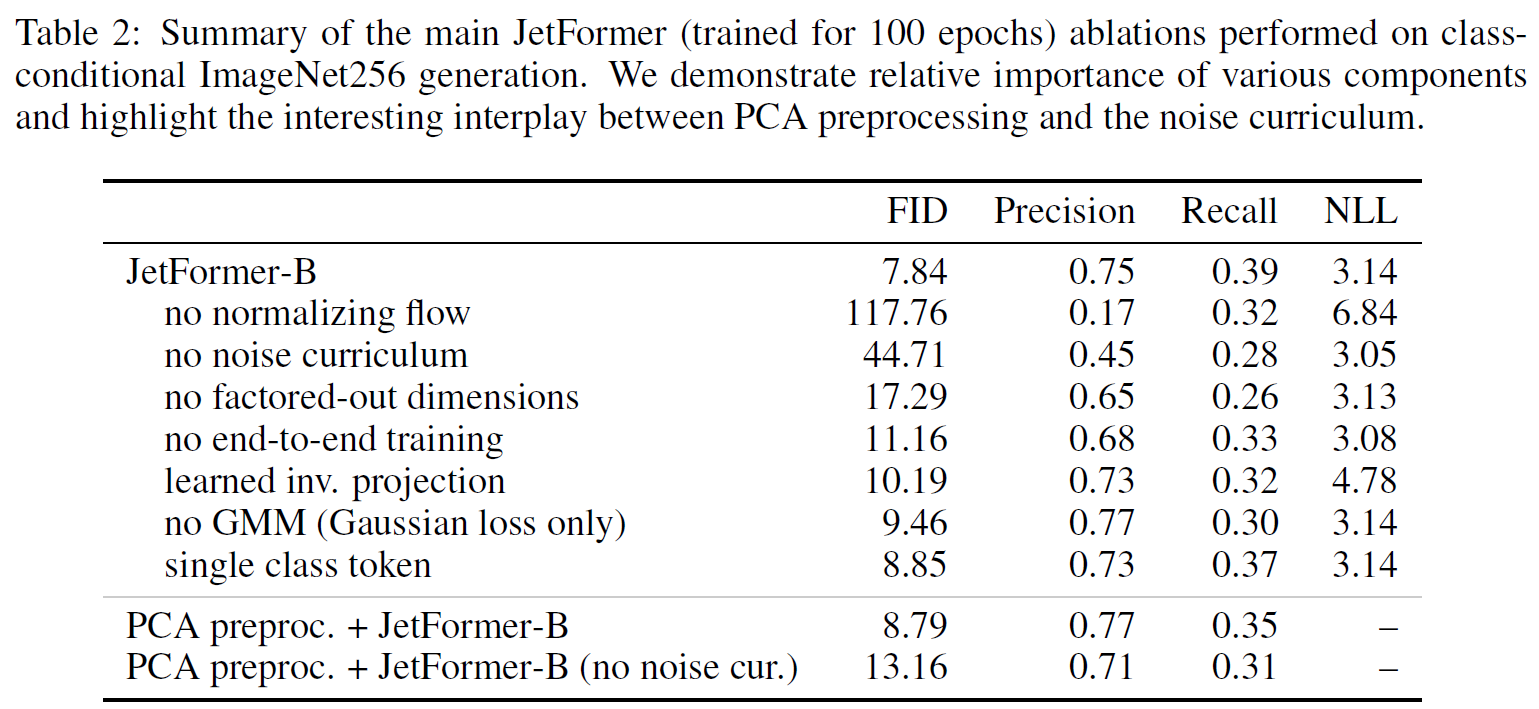 Table 2: Summary of the main JetFormer (trained for 100 epochs) ablations performed on class-
conditional ImageNet256 generation. We demonstrate relative importance of various components
and highlight the interesting interplay between PCA preprocessing and the noise curriculum.
FID Precision Recall NLL
JetFormer-B 7.84 0.75 0.39 3.14
no normalizing flow 117.76 0.17 0.32 6.84
no noise curriculum 44.71 0.45 0.28 3.05
no factored-out dimensions 17.29 0.65 0.26 3.13
no end-to-end training 11.16 0.68 0.33 3.08
learned inv. projection 10.19 0.73 0.32 4.78
no GMM (Gaussian loss only) 9.46 0.77 0.30 3.14
single class token 8.85 0.73 0.37 3.14
PCA preproc. + JetFormer-B 8.79 0.77 0.35 –
PCA preproc. + JetFormer-B (no noise cur.) 13.16 0.71 0.31 –